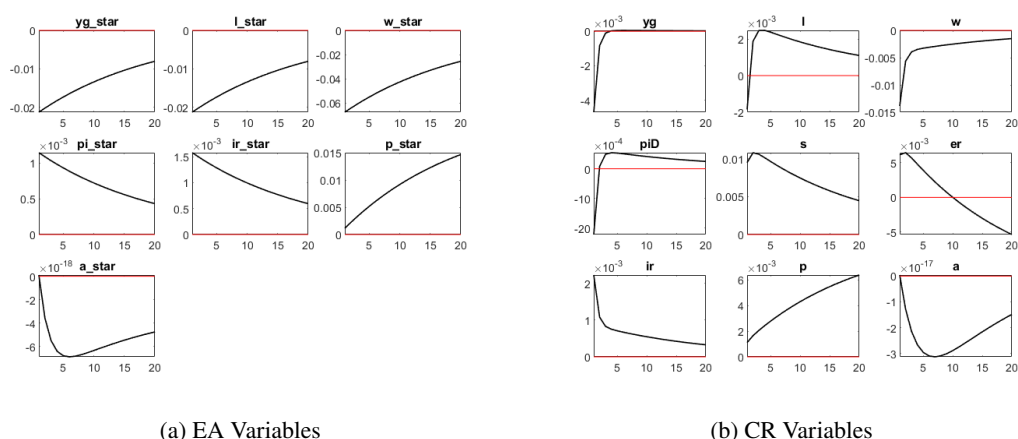 yg_star
0
-0.01
-0.02
5 10 15 20
l_star
0
-0.01
-0.02
5 10 15 20
w_star
0
-0.02
-0.04
-0.06
5 10 15 20
pi_star
×10⁻³
1
0.5
0
5 10 15 20
ir_star
×10⁻³
1.5
1
0.5
0
5 10 15 20
p_star
0.015
0.01
0.005
0
5 10 15 20
a_star
×10⁻¹⁸
0
-2
-4
-6
5 10 15 20
(a) EA Variables
yg
×10⁻³
0
-2
-4
5 10 15 20
l
×10⁻³
2
0
-2
5 10 15 20
w
0
-0.005
-0.01
-0.015
5 10 15 20
piD
×10⁻⁴
0
-10
-20
5 10 15 20
s
0.01
0.005
0
5 10 15 20
er
×10⁻³
5
0
-5
5 10 15 20
ir
×10⁻³
2
1
0
5 10 15 20
p
×10⁻³
6
4
2
0
5 10 15 20
a
×10⁻¹⁷
0
-1
-2
-3
5 10 15 20
(b) CR Variables